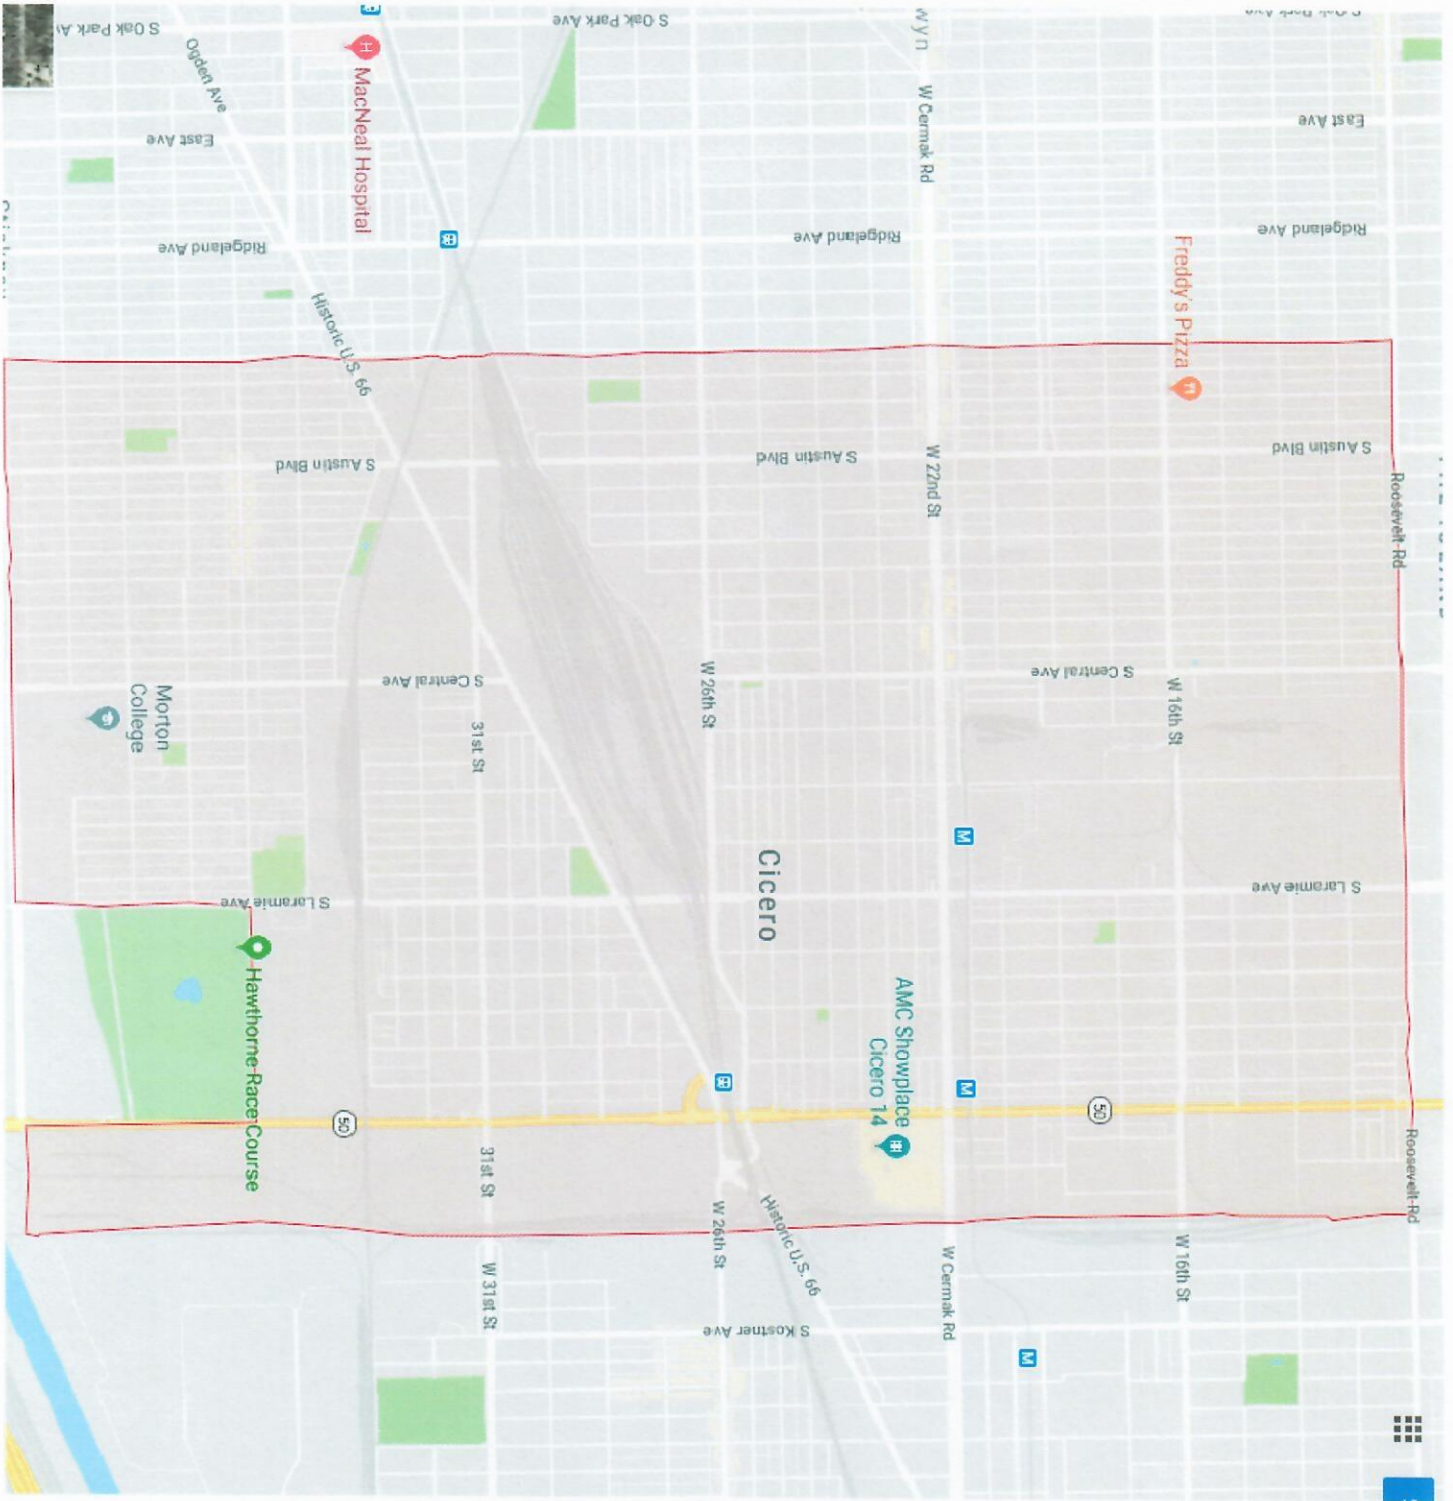 Roosevelt Rd
Roosevelt Rd
East Ave
Ridgeland Ave
Freddy's Pizza
S Austin Blvd
S Laramie Ave
W 16th St
W 16th St
50
S Central Ave
M
M
M
W Cermak Rd
W 22nd St
W Cermak Rd
AMC Showplace
Cicero 14
Ridgeland Ave
S Austin Blvd
Cicero
S Kostner Ave
Historic U.S. 66
W 26th St
W 26th St
S Oak Park Ave
31st St
31st St
W 31st St
S Central Ave
S Austin Blvd
H
MacNeal Hospital
Historic U.S. 66
50
Ridgeland Ave
East Ave
Ogden Ave
S Laramie Ave
Hawthorne Race Course
Morton
College